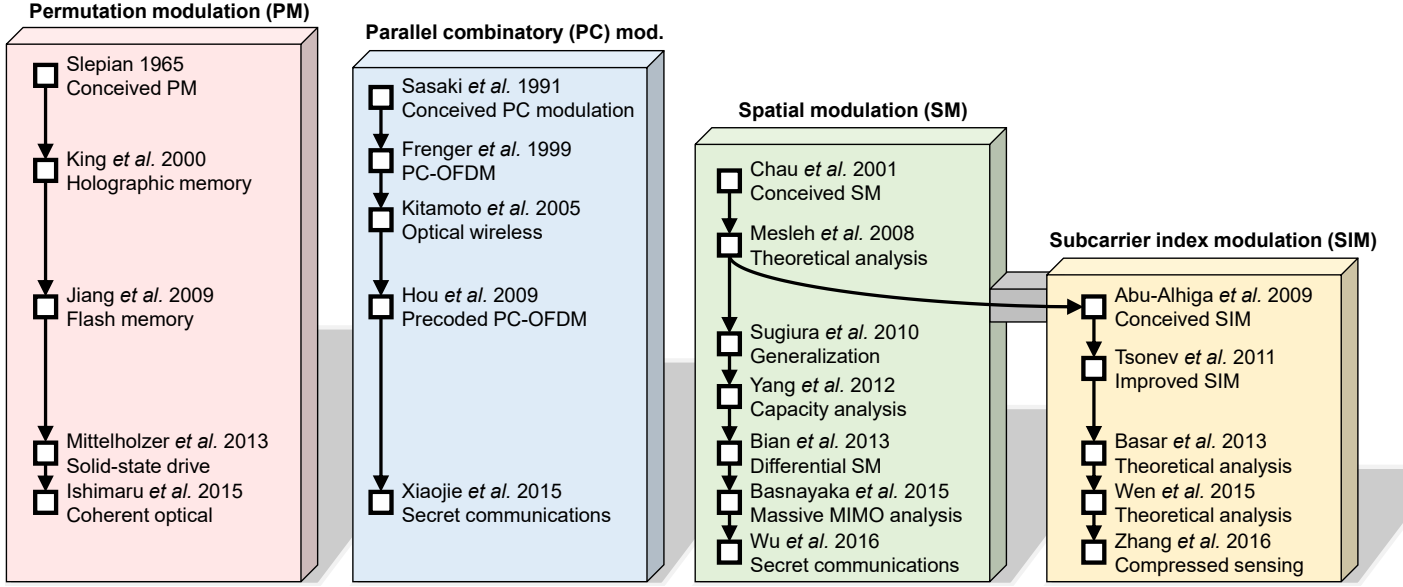 Permutation modulation (PM)
Slepian 1965
Conceived PM
King et al. 2000
Holographic memory
Jiang et al. 2009
Flash memory
Mittelholzer et al. 2013
Solid-state drive
Ishimaru et al. 2015
Coherent optical
Parallel combinatory (PC) mod.
Sasaki et al. 1991
Conceived PC modulation
Frenger et al. 1999
PC-OFDM
Kitamoto et al. 2005
Optical wireless
Hou et al. 2009
Precoded PC-OFDM
Xiaojie et al. 2015
Secret communications
Spatial modulation (SM)
Chau et al. 2001
Conceived SM
Mesleh et al. 2008
Theoretical analysis
Sugiura et al. 2010
Generalization
Yang et al. 2012
Capacity analysis
Bian et al. 2013
Differential SM
Basnayaka et al. 2015
Massive MIMO analysis
Wu et al. 2016
Secret communications
Subcarrier index modulation (SIM)
Abu-Alhiga et al. 2009
Conceived SIM
Tsonev et al. 2011
Improved SIM
Basar et al. 2013
Theoretical analysis
Wen et al. 2015
Theoretical analysis
Zhang et al. 2016
Compressed sensing